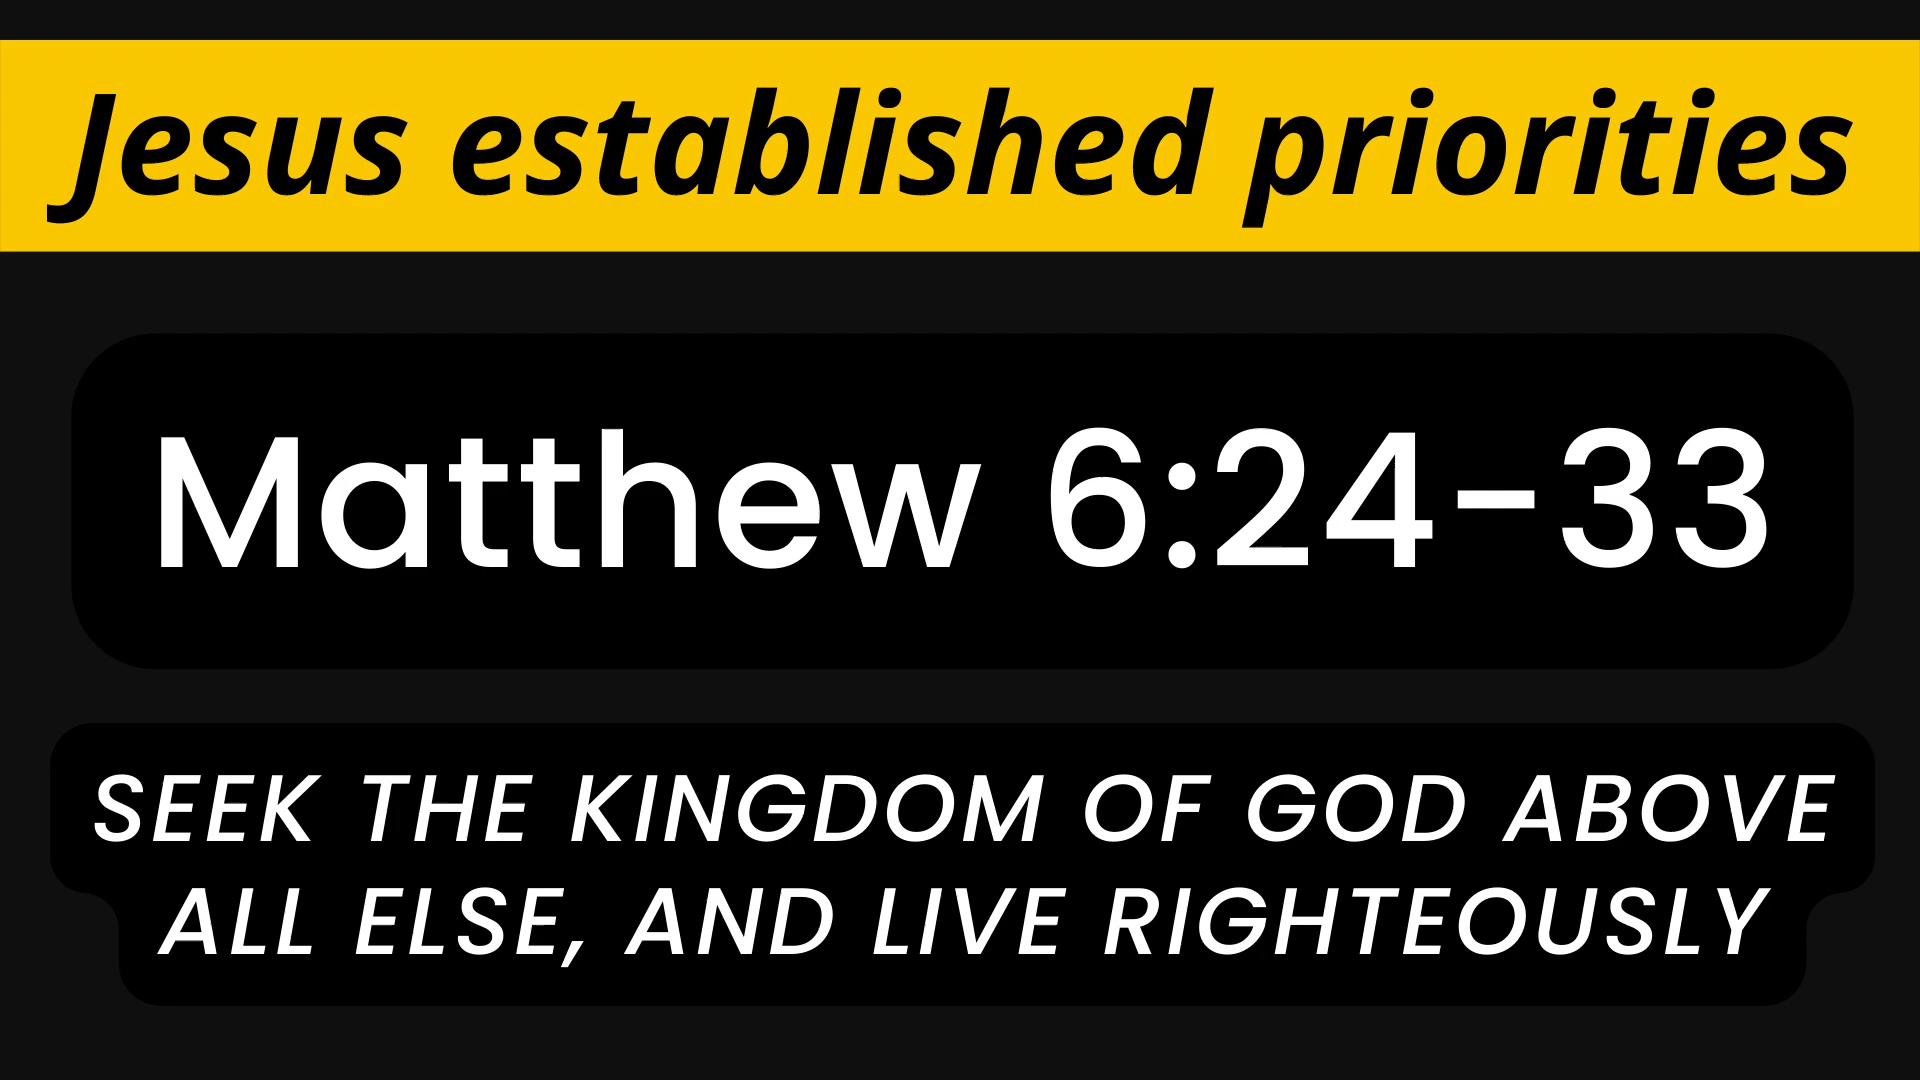 Jesus established priorities
Matthew 6:24-33
SEEK THE KINGDOM OF GOD ABOVE
ALL ELSE, AND LIVE RIGHTEOUSLY